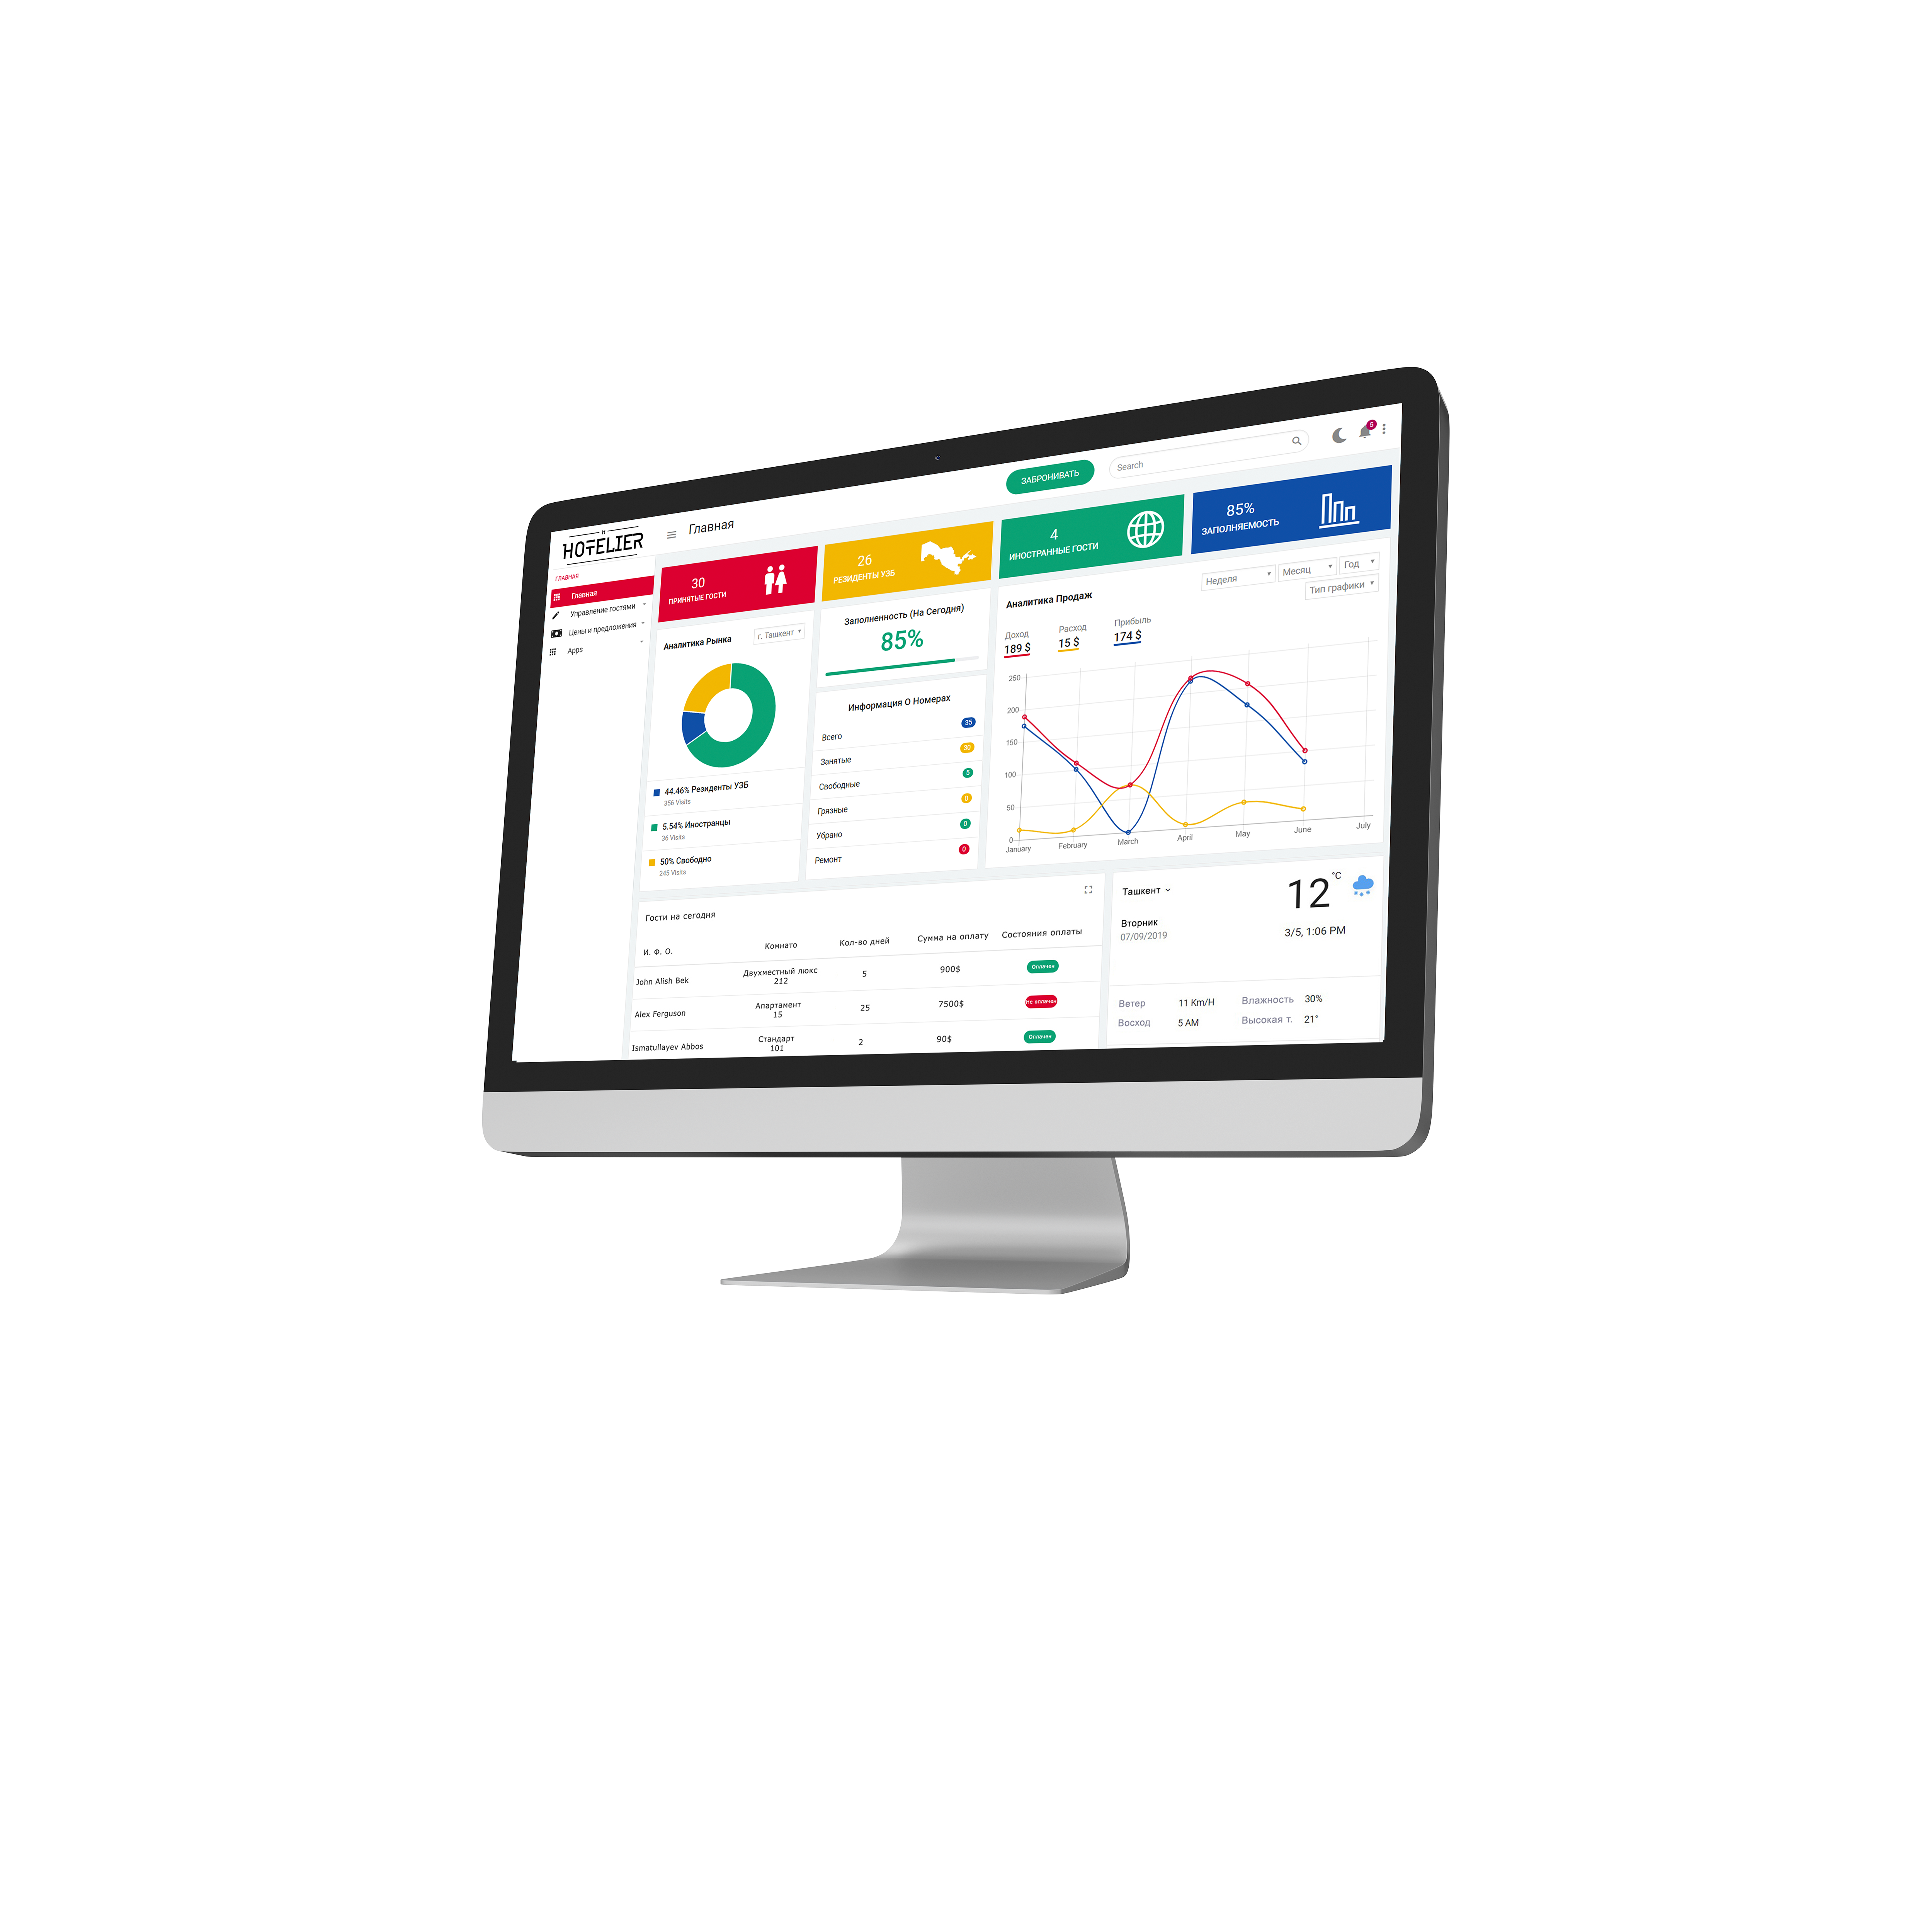 H
HOTELIER
ГЛАВНАЯ
Главная
Управление гостями
Цены и предложения
Apps
Главная
ЗАБРОНИВАТЬ
Search
5
30
ПРИНЯТЫЕ ГОСТИ
26
РЕЗИДЕНТЫ УЗБ
4
ИНОСТРАННЫЕ ГОСТИ
85%
ЗАПОЛНЯЕМОСТЬ
Аналитика Рынка
г. Ташкент
44.46% Резиденты УЗБ
356 Visits
5.54% Иностранцы
36 Visits
50% Свободно
245 Visits
Заполненность (На Сегодня)
85%
Информация О Номерах
Всего 35
Занятые 30
Свободные 5
Грязные 0
Убрано 0
Ремонт 0
Аналитика Продаж
Неделя Месяц Год
Тип графики
Доход Расход Прибыль
189 $ 15 $ 174 $
250
200
150
100
50
0
January February March April May June July
Гости на сегодня
И. Ф. О. Комнато Кол-во дней Сумма на оплату Состояния оплаты
John Alish Bek Двухместный люкс 212 5 900$ Оплачен
Alex Ferguson Апартамент 15 25 7500$ Не оплачен
Ismatullayev Abbos Стандарт 101 2 90$ Оплачен
Ташкент
12 °C
Вторник
07/09/2019
3/5, 1:06 PM
Ветер 11 Km/H Влажность 30%
Восход 5 AM Высокая т. 21°